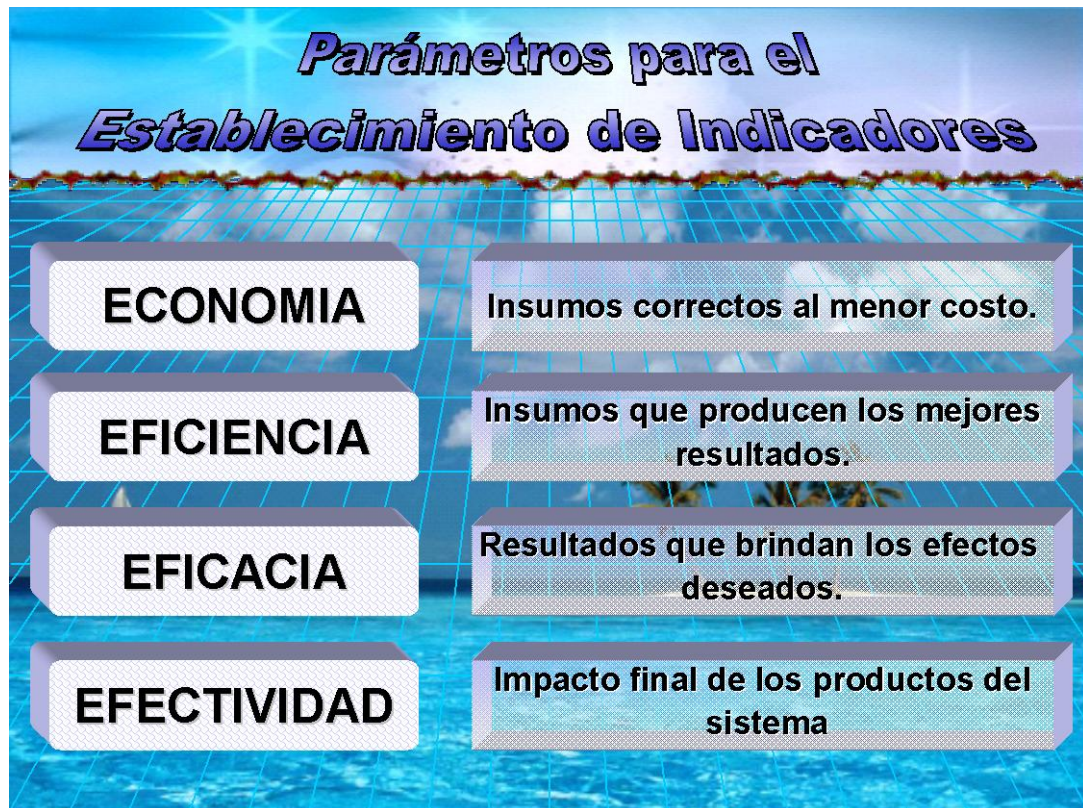 Parámetros para el
Establecimiento de Indicadores
ECONOMIA
Insumos correctos al menor costo.
EFICIENCIA
Insumos que producen los mejores
resultados.
EFICACIA
Resultados que brindan los efectos
deseados.
EFECTIVIDAD
Impacto final de los productos del
sistema